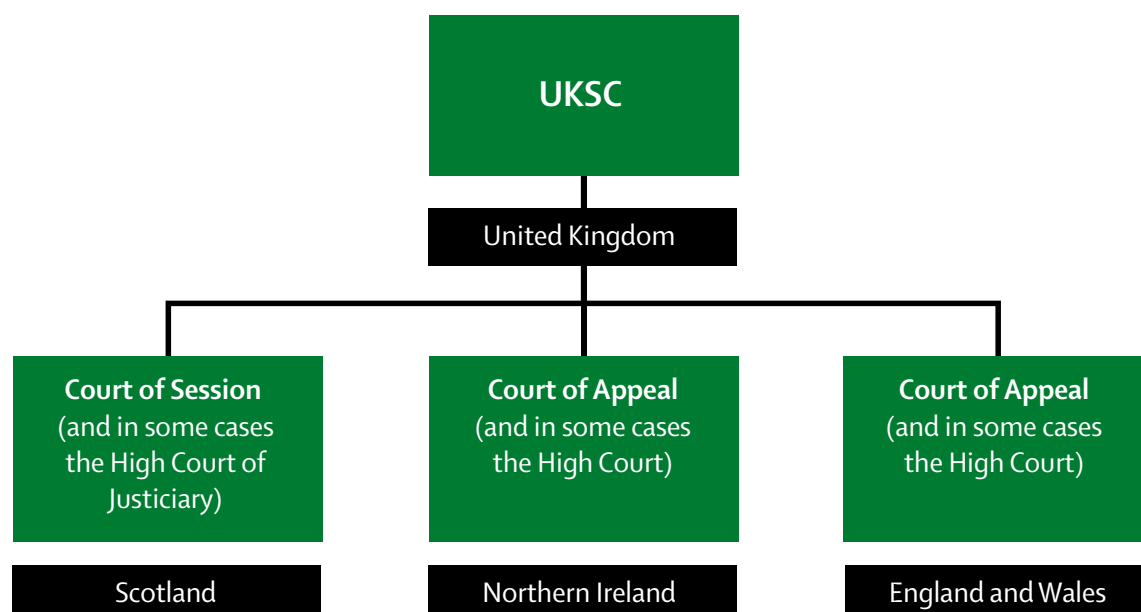 UKSC
United Kingdom
Court of Session
(and in some cases
the High Court of
Justiciary)
Scotland
Court of Appeal
(and in some cases
the High Court)
Northern Ireland
Court of Appeal
(and in some cases
the High Court)
England and Wales